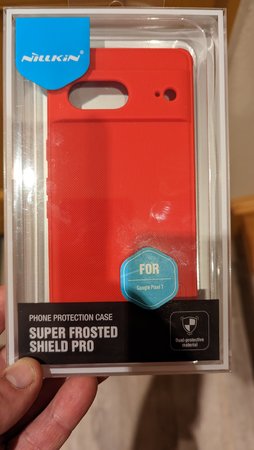 NILLKIN
FOR
Google Pixel 7
PHONE PROTECTION CASE
SUPER FROSTED
SHIELD PRO
Dual-protective
material